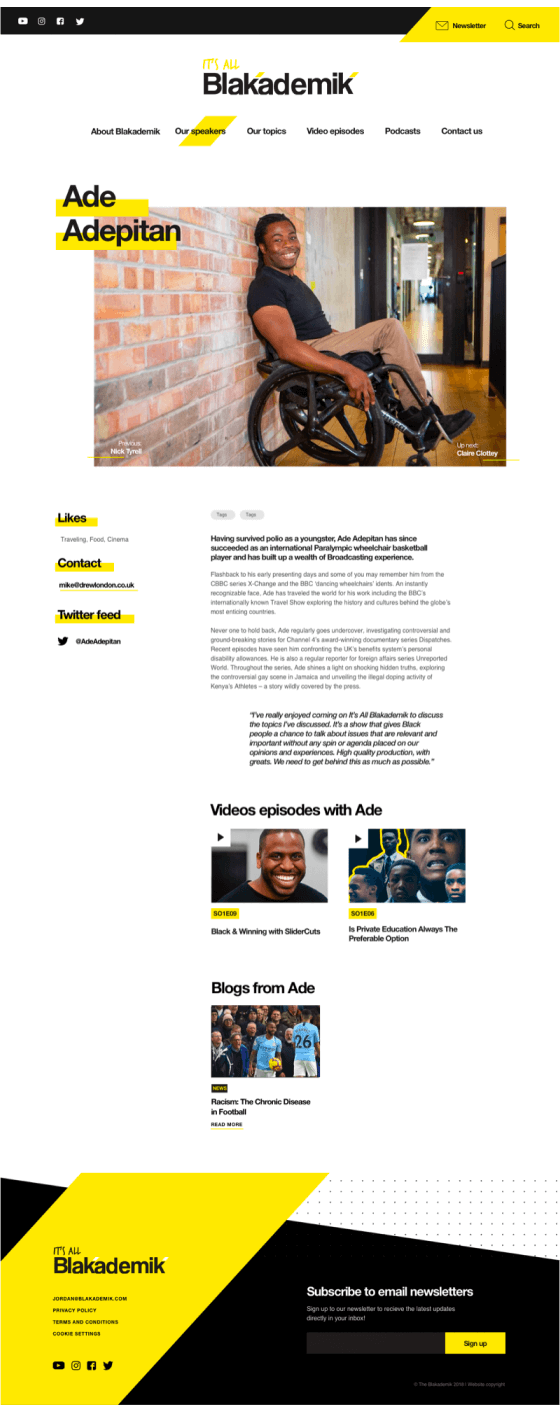 Newsletter
Search
IT'S ALL
Blakademik
About Blakademik
Our speakers
Our topics
Video episodes
Podcasts
Contact us
Ade
Adepitan
Previous:
Nick Tyrell
Up next:
Claire Clottey
Likes
Traveling, Food, Cinema
Contact
mike@drewlondon.co.uk
Twitter feed
@AdeAdepitan
Tags
Tags
Having survived polio as a youngster, Ade Adepitan has since
succeeded as an international Paralympic wheelchair basketball
player and has built up a wealth of Broadcasting experience.
Flashback to his early presenting days and some of you may remember him from the
CBBC series X-Change and the BBC 'dancing wheelchairs' idents. An instantly
recognizable face, Ade has traveled the world for his work including the BBC's
internationally known Travel Show exploring the history and cultures behind the globe's
most enticing countries.
Never one to hold back, Ade regularly goes undercover, investigating controversial and
ground-breaking stories for Channel 4's award-winning documentary series Dispatches.
Recent episodes have seen him confronting the UK's benefits system's personal
disability allowances. He is also a regular reporter for foreign affairs series Unreported
World. Throughout the series, Ade shines a light on shocking hidden truths, exploring
the controversial gay scene in Jamaica and unveiling the illegal doping activity of
Kenya's Athletes – a story wildly covered by the press.
"I've really enjoyed coming on It's All Blakademik to discuss
the topics I've discussed. It's a show that gives Black
people a chance to talk about issues that are relevant and
important without any spin or agenda placed on our
opinions and experiences. High quality production, with
greats. We need to get behind this as much as possible."
Videos episodes with Ade
SO1E09
Black & Winning with SliderCuts
SO1E06
Is Private Education Always The
Preferable Option
Blogs from Ade
26
NEWS
Racism: The Chronic Disease
in Football
READ MORE
IT'S ALL
Blakademik
JORDAN@BLAKADEMIK.COM
PRIVACY POLICY
TERMS AND CONDITIONS
COOKIE SETTINGS
Subscribe to email newsletters
Sign up to our newsletter to recieve the latest updates
directly in your inbox!
Sign up
© The Blakademik 2019 | Website copyright